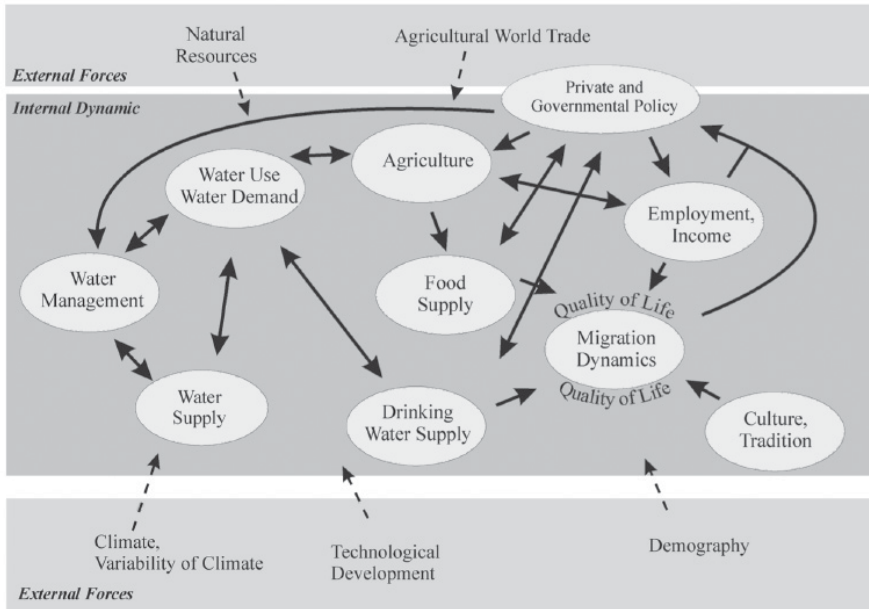 Natural
Resources
Agricultural World Trade
External Forces
Internal Dynamic
Private and
Governmental Policy
Agriculture
Water Use
Water Demand
Employment,
Income
Water
Management
Food
Supply
Quality of Life
Migration
Dynamics
Quality of Life
Water
Supply
Drinking
Water Supply
Culture,
Tradition
Climate,
Variability of Climate
Technological
Development
Demography
External Forces